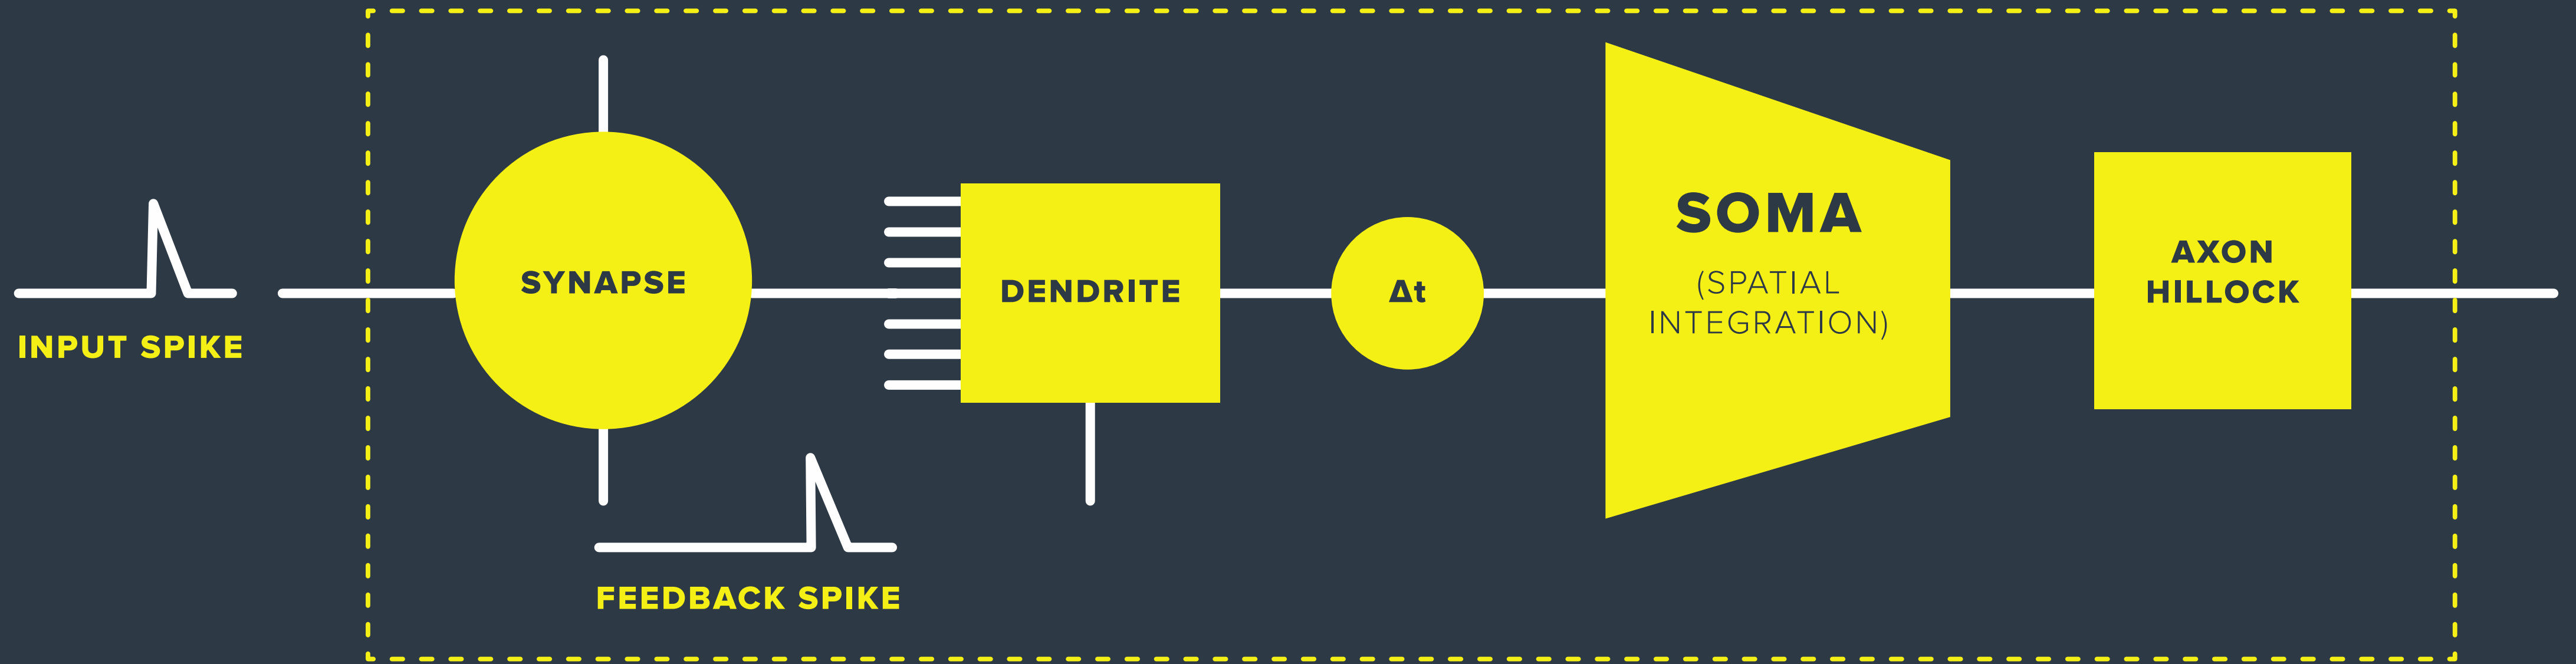 INPUT SPIKE
SYNAPSE
FEEDBACK SPIKE
DENDRITE
Δt
SOMA
(SPATIAL
INTEGRATION)
AXON
HILLOCK